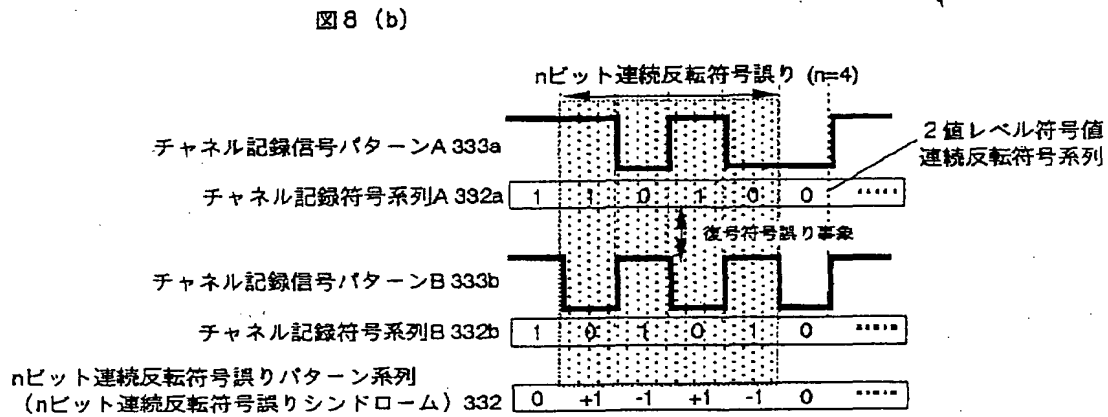 図8 (b)
nビット連続反転符号誤り (n=4)
チャネル記録信号パターンA 333a
2値レベル符号値
連続反転符号系列
チャネル記録符号系列A 332a 1 1 0 1 0 0 ·····
復号符号誤り事象
チャネル記録信号パターンB 333b
チャネル記録符号系列B 332b 1 0 1 0 1 0 ·····
nビット連続反転符号誤りパターン系列
(nビット連続反転符号誤りシンドローム) 332 0 +1 -1 +1 -1 0 ·····